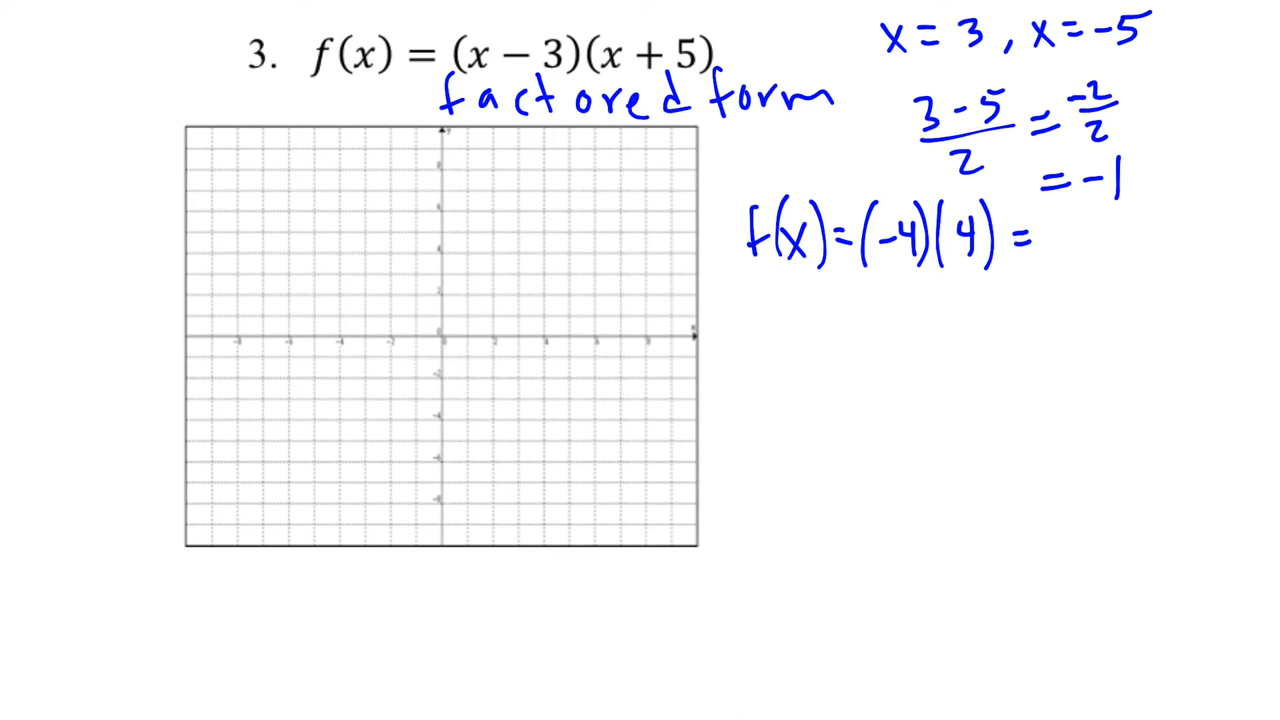 3. f(x) = (x − 3)(x + 5)
factored form
x = 3, x = -5
3 - 5 / 2 = -2 / 2
= -1
f(x) = (-4)(4) =